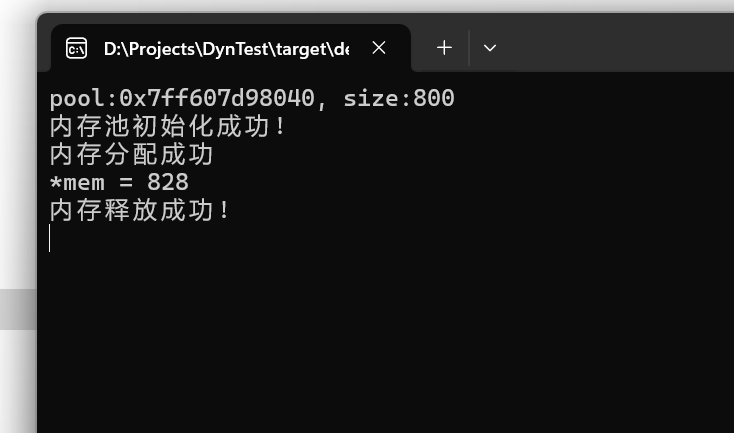 D:\Projects\DynTest\target\de
pool:0x7ff607d98040, size:800
内存池初始化成功!
内存分配成功
*mem = 828
内存释放成功!